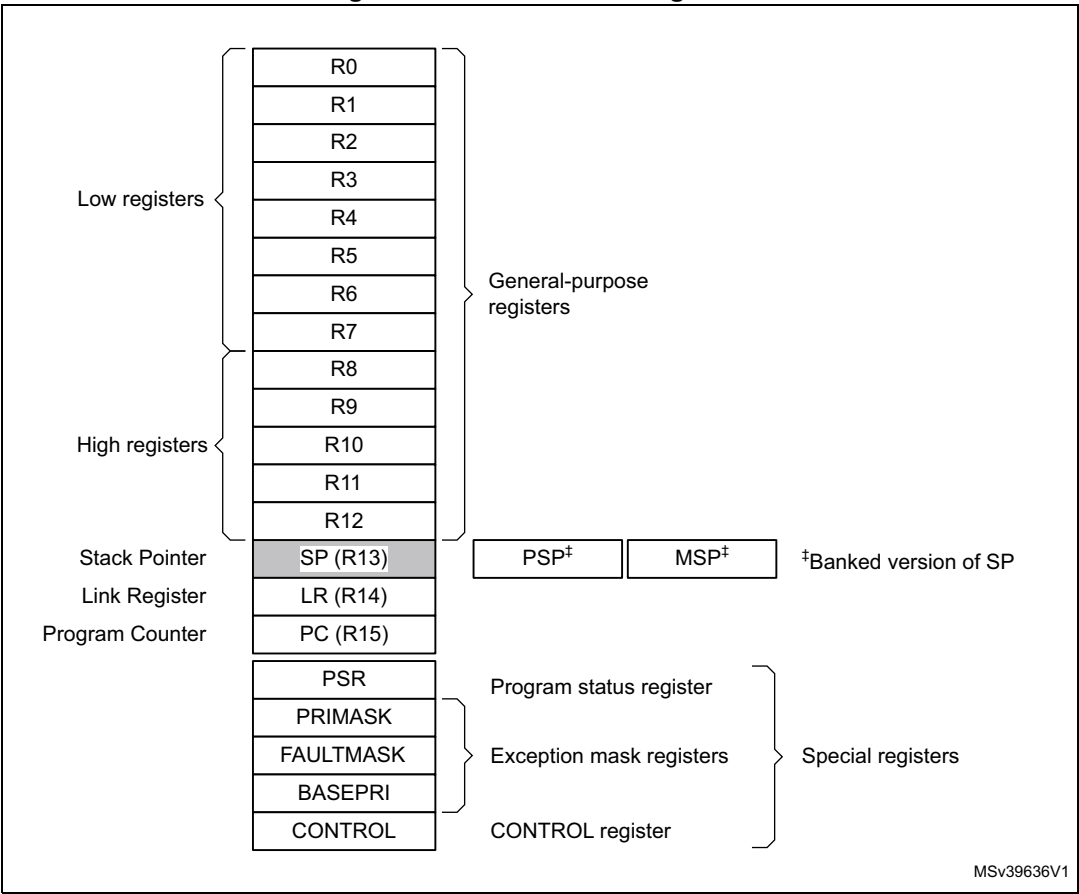 R0
R1
R2
R3
Low registers
R4
R5
General-purpose
registers
R6
R7
R8
R9
High registers
R10
R11
R12
Stack Pointer SP (R13) PSP‡ MSP‡ ‡Banked version of SP
Link Register LR (R14)
Program Counter PC (R15)
PSR Program status register
PRIMASK
FAULTMASK Exception mask registers Special registers
BASEPRI
CONTROL CONTROL register
MSv39636V1